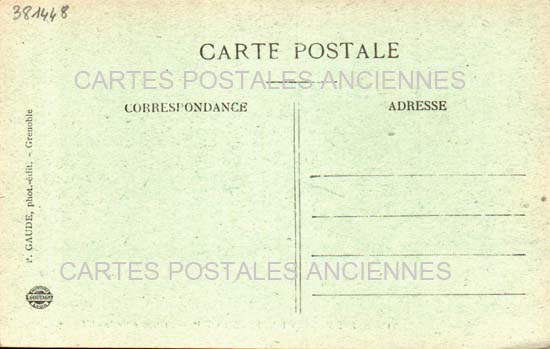 381448
CARTE POSTALE
CARTES POSTALES ANCIENNES
CORRESPONDANCE
ADRESSE
P. GAUDE, phot.-édit. - Grenoble
CARTES POSTALES ANCIENNES